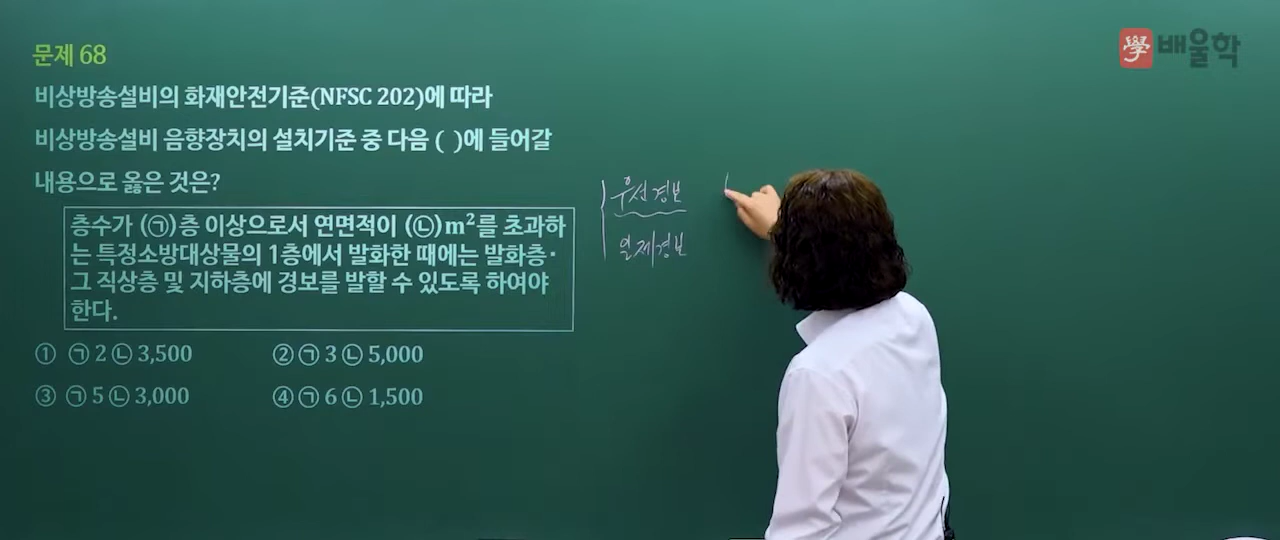 學 배울학
문제 68
비상방송설비의 화재안전기준(NFSC 202)에 따라
비상방송설비 음향장치의 설치기준 중 다음 ( )에 들어갈
내용으로 옳은 것은?
층수가 (㉠)층 이상으로서 연면적이 (㉡)m²를 초과하
는 특정소방대상물의 1층에서 발화한 때에는 발화층·
그 직상층 및 지하층에 경보를 발할 수 있도록 하여야
한다.
① ㉠ 2 ㉡ 3,500 ② ㉠ 3 ㉡ 5,000
③ ㉠ 5 ㉡ 3,000 ④ ㉠ 6 ㉡ 1,500
우선경보
일제경보